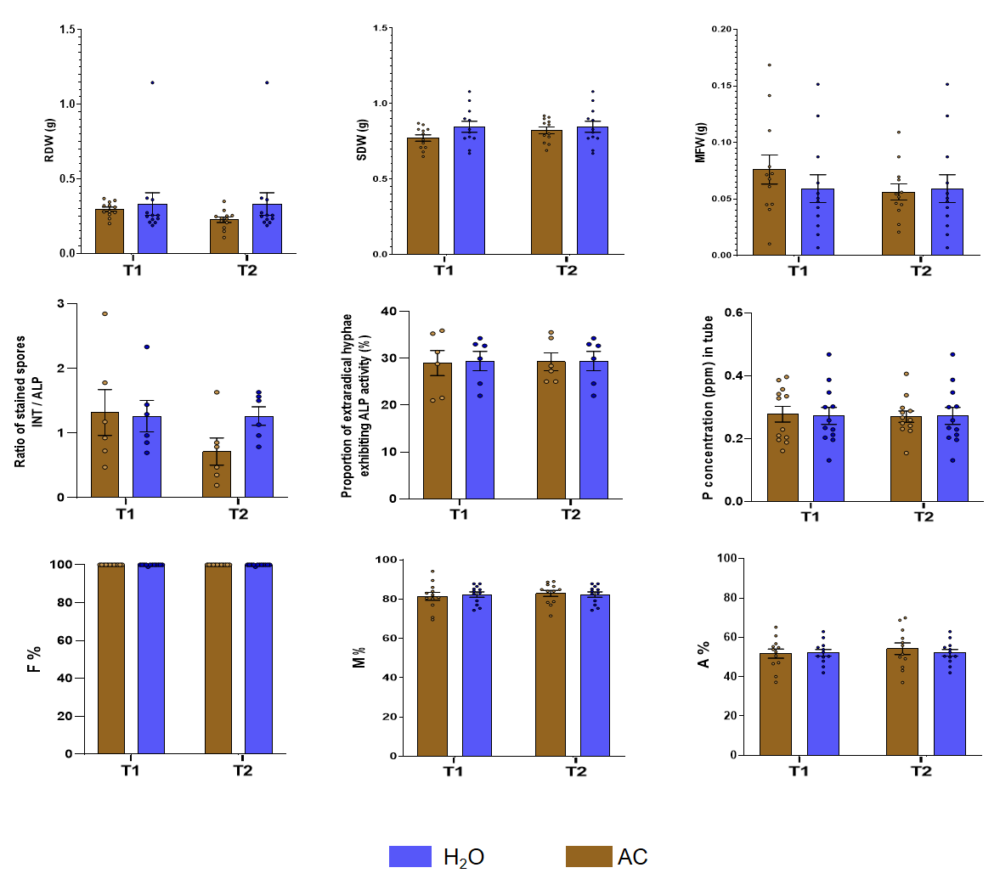 RDW (g)
1.5
1.0
0.5
0.0
T1
T2
SDW (g)
1.5
1.0
0.5
0.0
T1
T2
MFW (g)
0.20
0.15
0.10
0.05
0.00
T1
T2
Ratio of stained spores
INT / ALP
3
2
1
0
T1
T2
Proportion of extraradical hyphae
exhibiting ALP activity (%)
40
30
20
10
0
T1
T2
P concentration (ppm) in tube
0.6
0.4
0.2
0.0
T1
T2
F %
100
80
60
40
20
0
T1
T2
M %
100
80
60
40
20
0
T1
T2
A %
100
80
60
40
20
0
T1
T2
H₂O
AC